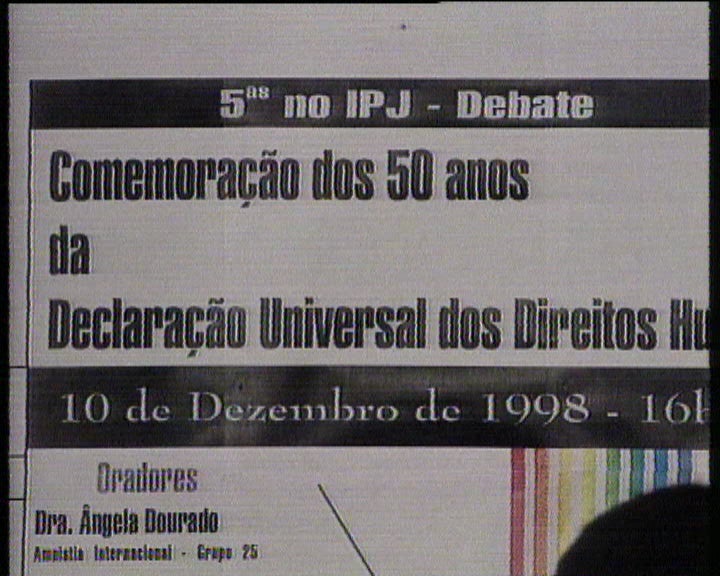 5ªs no IPJ - Debate
Comemoração dos 50 anos
da
Declaração Universal dos Direitos Hu
10 de Dezembro de 1998 - 16h
Oradores
Dra. Ângela Dourado
Amnistia Internacional - Grupo 25